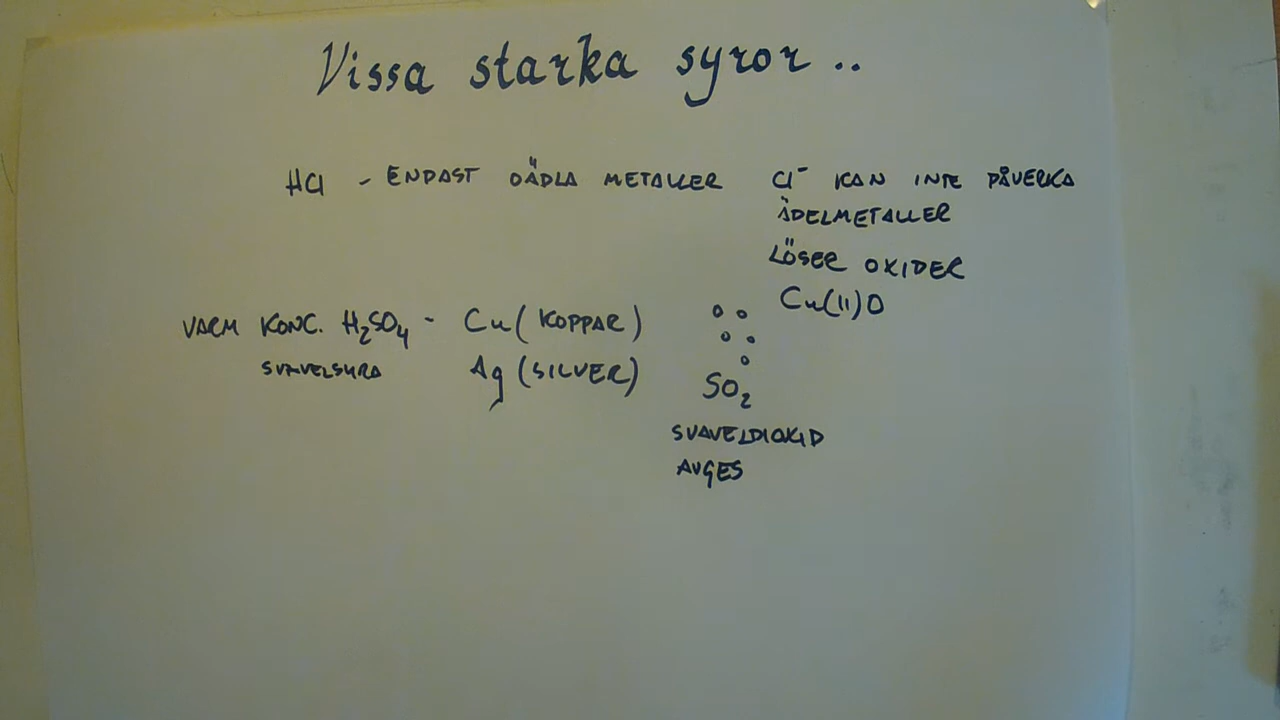 Vissa starka syror..
HCl - ENDAST OÄDLA METALLER Cl⁻ KAN INTE PÅVERKA
ÄDELMETALLER
LÖSER OXIDER
Cu(II)O
VARM KONC. H₂SO₄ - Cu (KOPPAR)
SVAVELSYRA Ag (SILVER)
SO₂
SVAVELDIOXID
AVGES